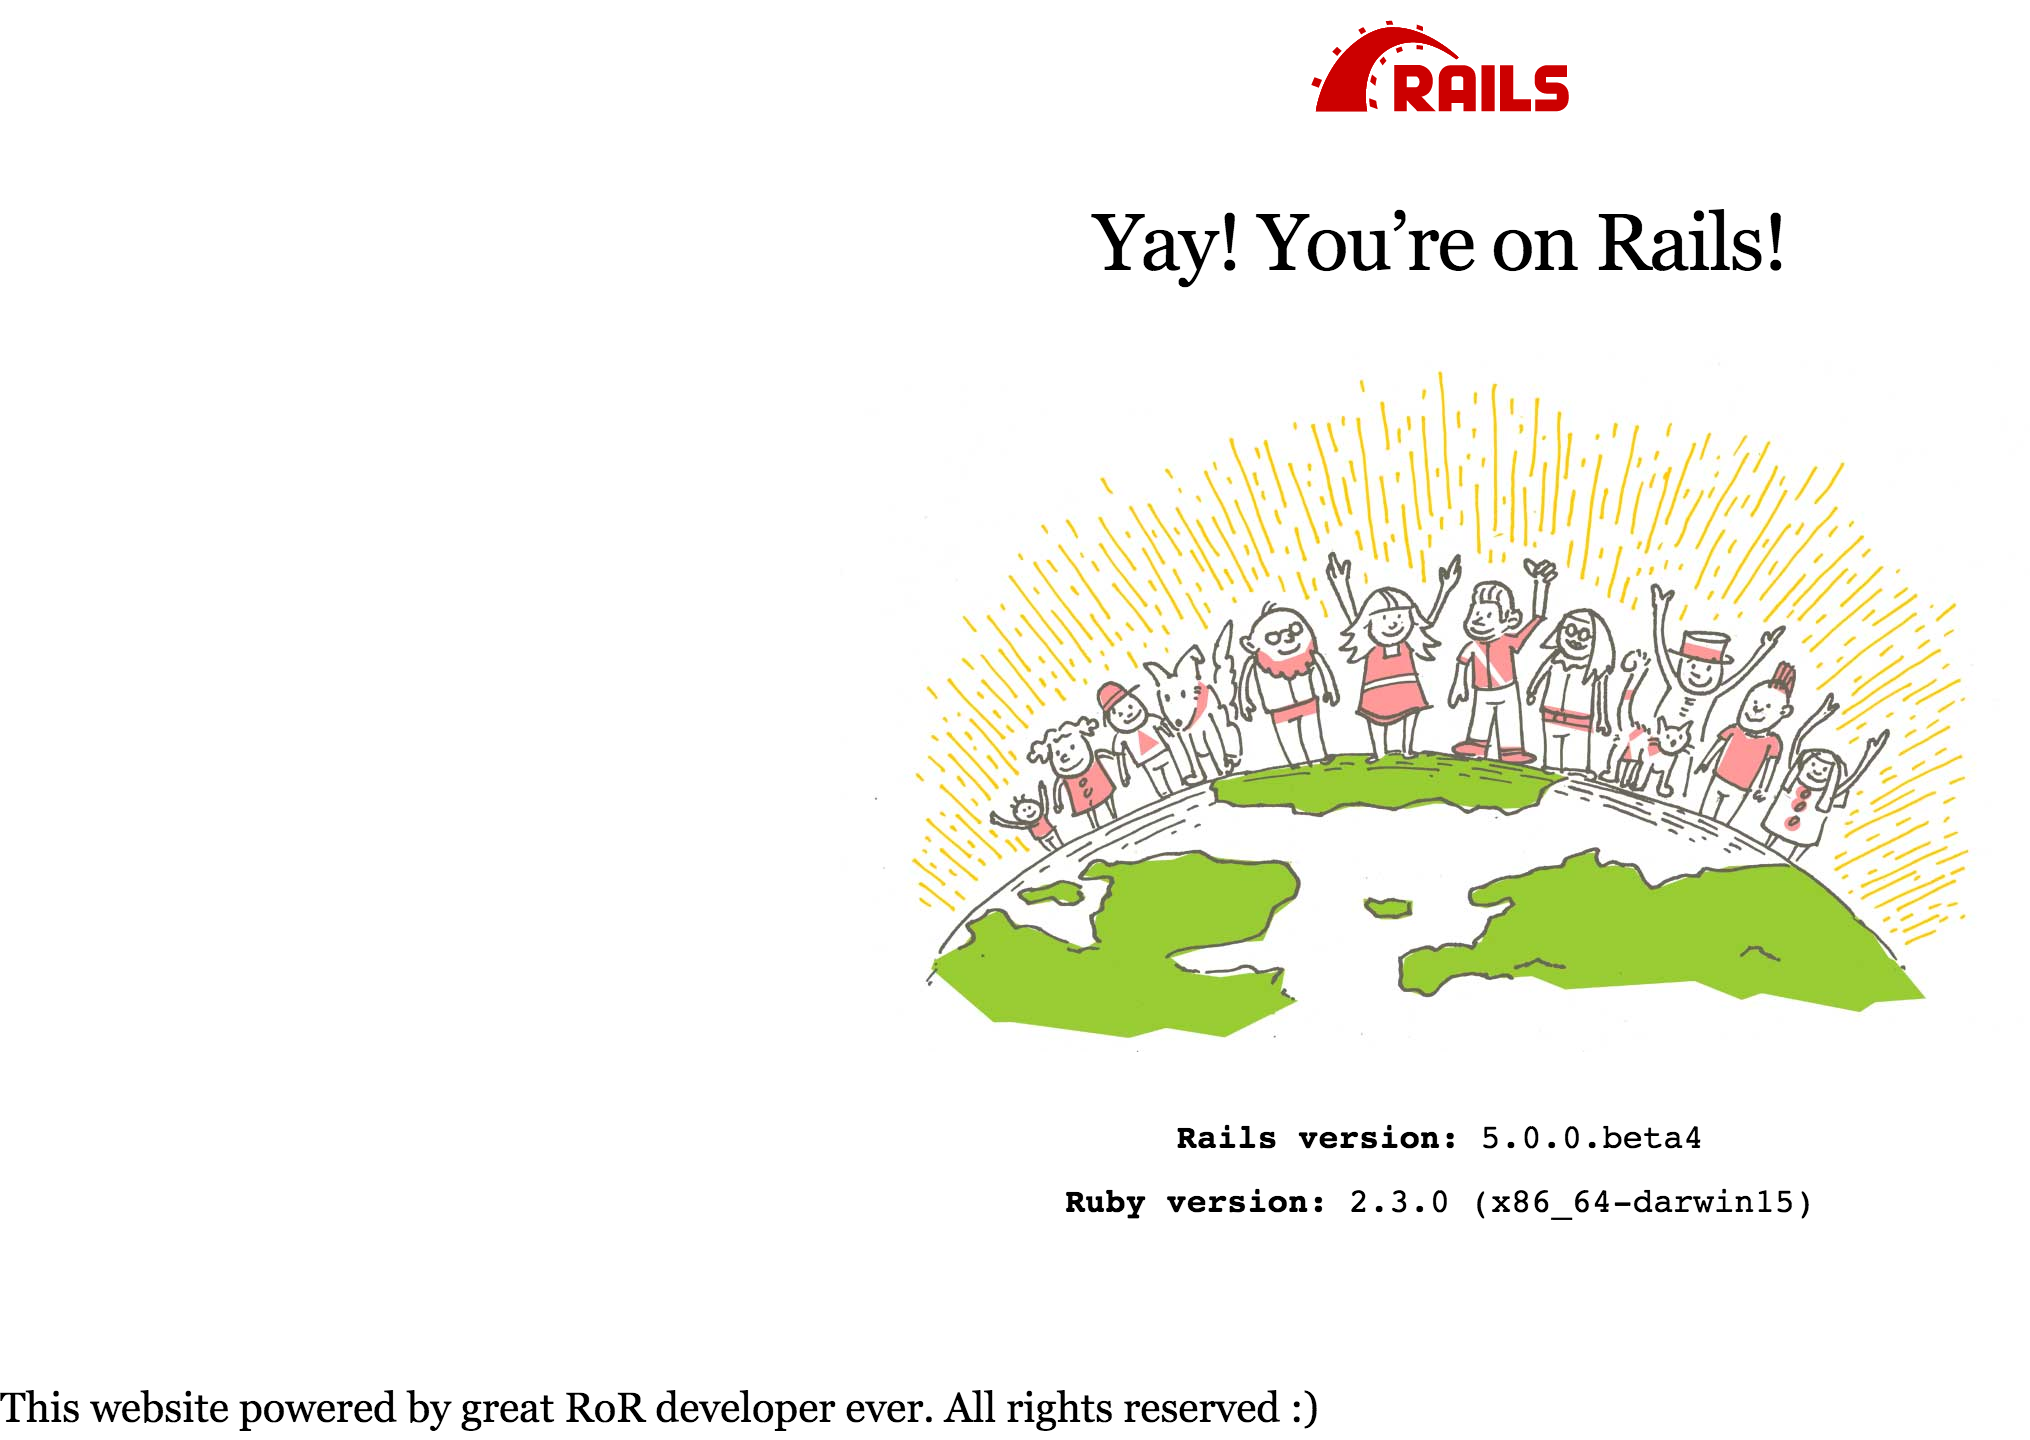 RAILS
Yay! You’re on Rails!
Rails version: 5.0.0.beta4
Ruby version: 2.3.0 (x86_64-darwin15)
This website powered by great RoR developer ever. All rights reserved :)